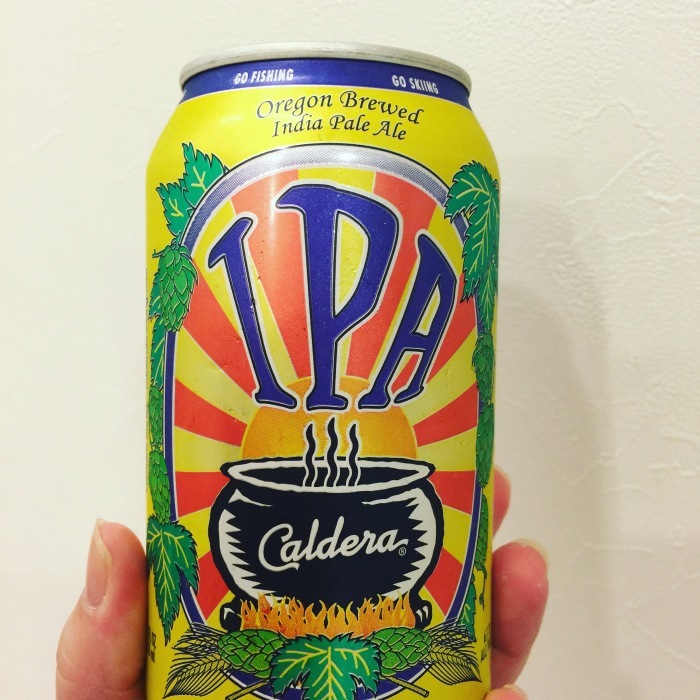 GO FISHING GO SKIING
Oregon Brewed
India Pale Ale
IPA
Caldera®